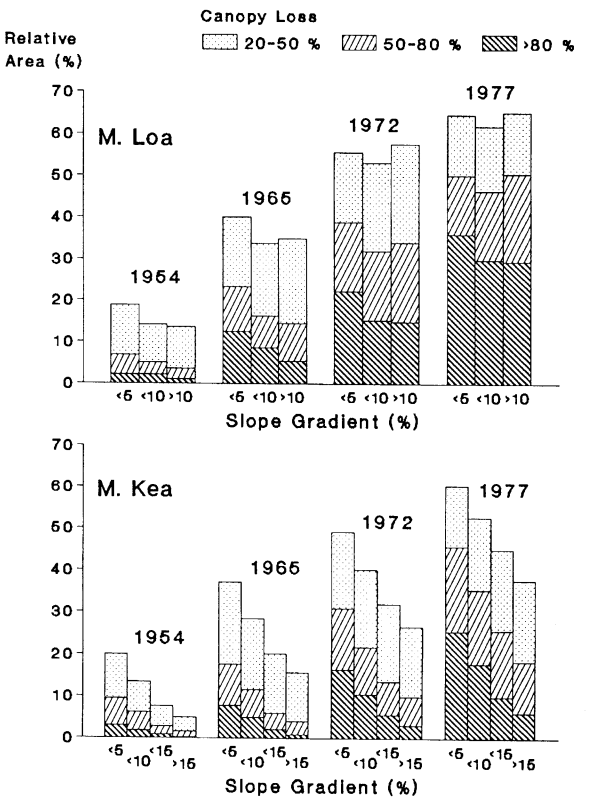 Canopy Loss
20-50 % 50-80 % >80 %
Relative
Area (%)
70
60
50
40
30
20
10
0
M. Loa
1954
1965
1972
1977
<5 <10 >10 <5 <10 >10 <5 <10 >10 <5 <10 >10
Slope Gradient (%)
70
60
50
40
30
20
10
0
M. Kea
1954
1965
1972
1977
<5 <10 <15 >15 <5 <10 <15 >15 <5 <10 <15 >15 <5 <10 <15 >15
Slope Gradient (%)